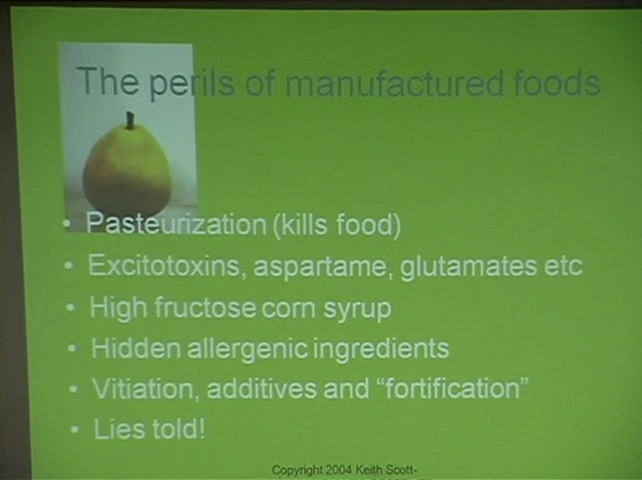 The perils of manufactured foods
• Pasteurization (kills food)
• Excitotoxins, aspartame, glutamates etc
• High fructose corn syrup
• Hidden allergenic ingredients
• Vitiation, additives and “fortification”
• Lies told!
Copyright 2004 Keith Scott-